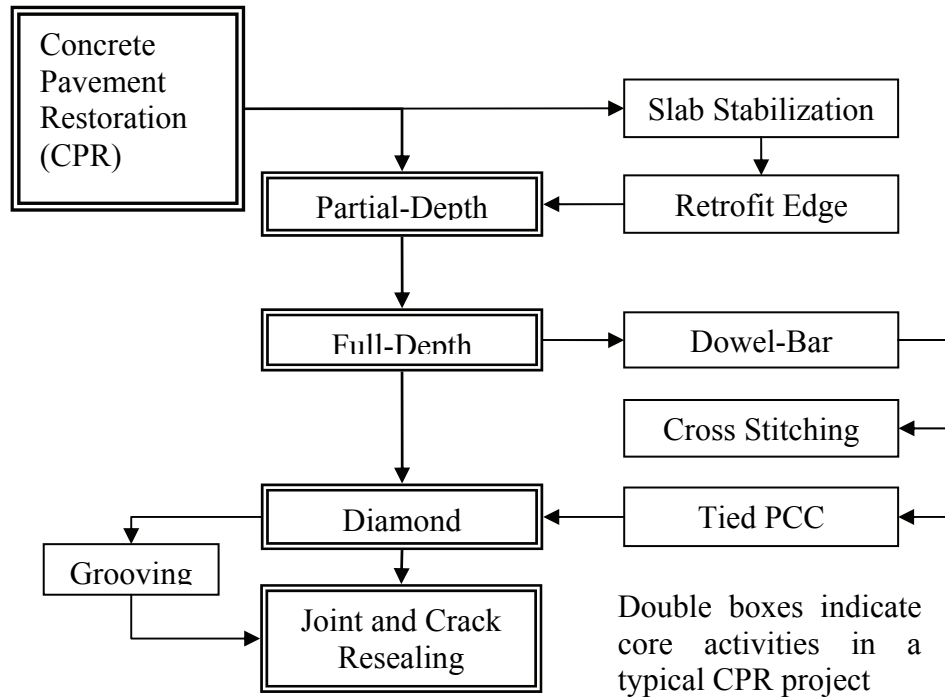 Concrete
Pavement
Restoration
(CPR)
Slab Stabilization
Partial-Depth
Retrofit Edge
Full-Depth
Dowel-Bar
Cross Stitching
Diamond
Tied PCC
Grooving
Joint and Crack
Resealing
Double boxes indicate
core activities in a
typical CPR project